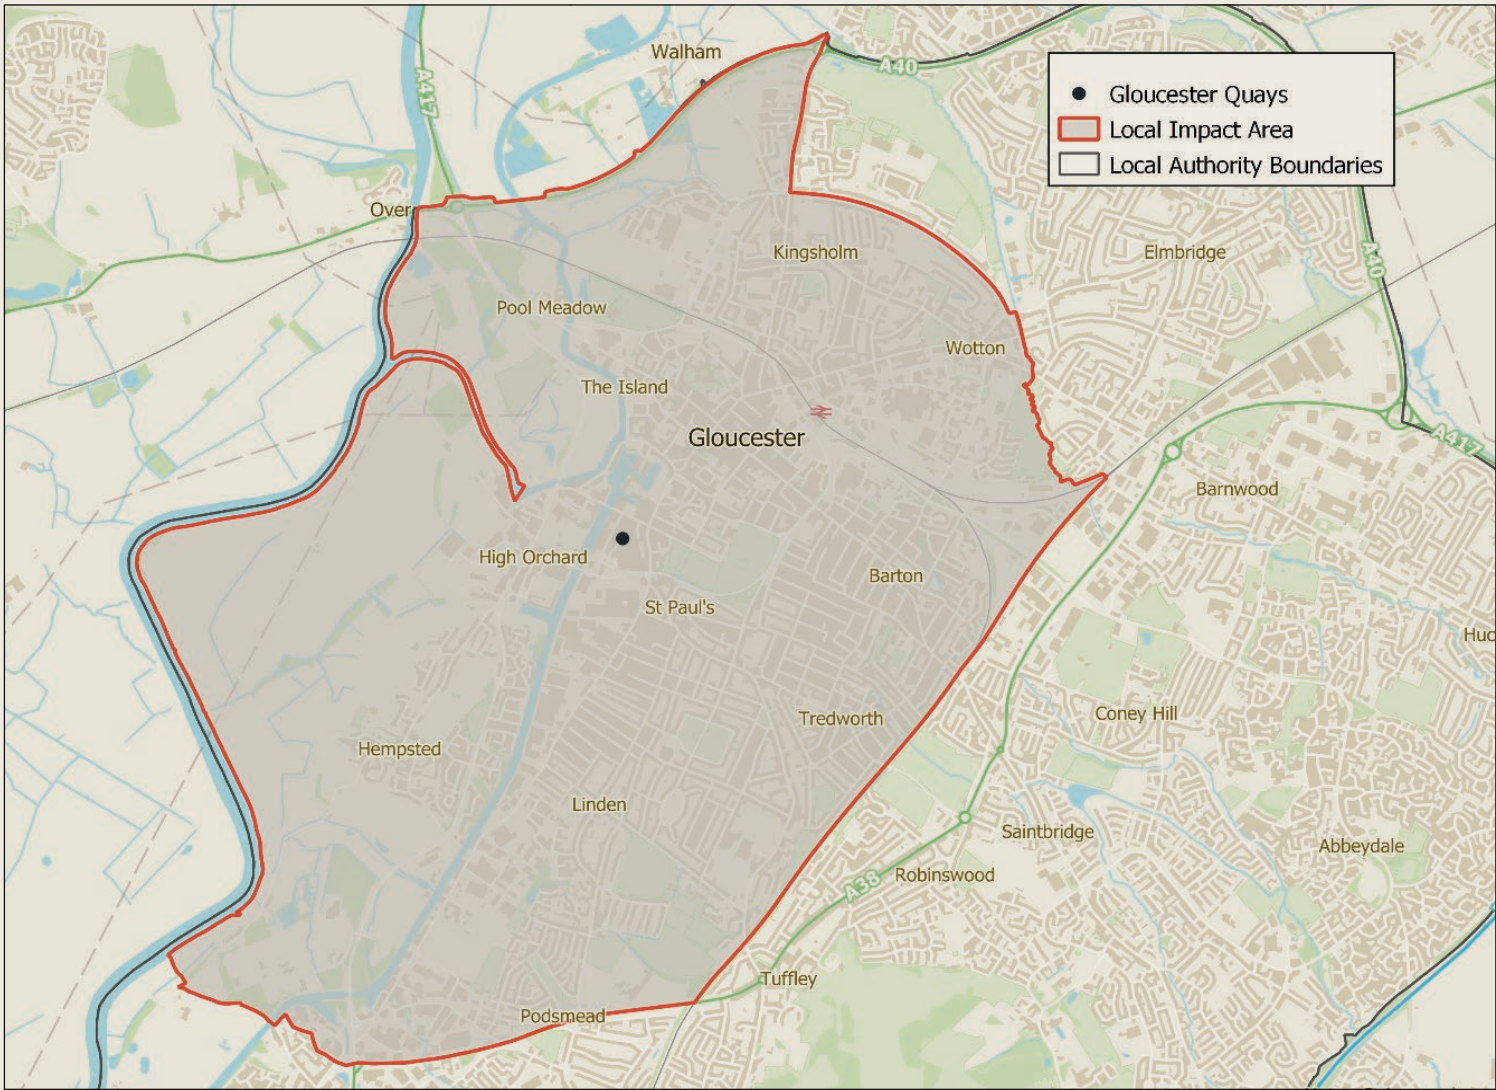 Walham
A40
A417
Gloucester Quays
Local Impact Area
Local Authority Boundaries
Over
Kingsholm
Elmbridge
A40
Pool Meadow
Wotton
The Island
Gloucester
A417
Barnwood
High Orchard
Barton
St Paul's
Huc
Coney Hill
Tredworth
Hempsted
Linden
Saintbridge
Abbeydale
Robinswood
A38
Tuffley
Podsmead